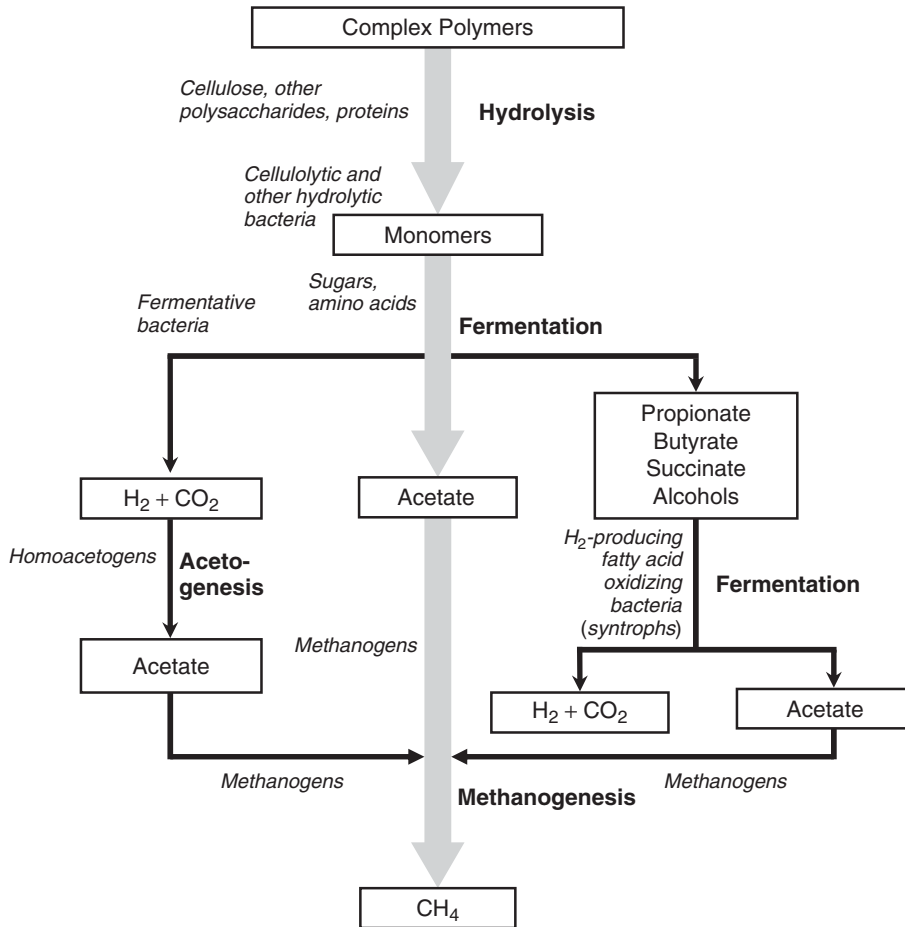 Complex Polymers
Cellulose, other
polysaccharides, proteins
Hydrolysis
Cellulolytic and
other hydrolytic
bacteria
Monomers
Sugars,
amino acids
Fermentative
bacteria
Fermentation
Propionate
Butyrate
Succinate
Alcohols
H₂ + CO₂
Acetate
H₂-producing
fatty acid
oxidizing
bacteria
(syntrophs)
Fermentation
Homoacetogens
Aceto-
genesis
Methanogens
Acetate
H₂ + CO₂
Acetate
Methanogens
Methanogens
Methanogenesis
CH₄